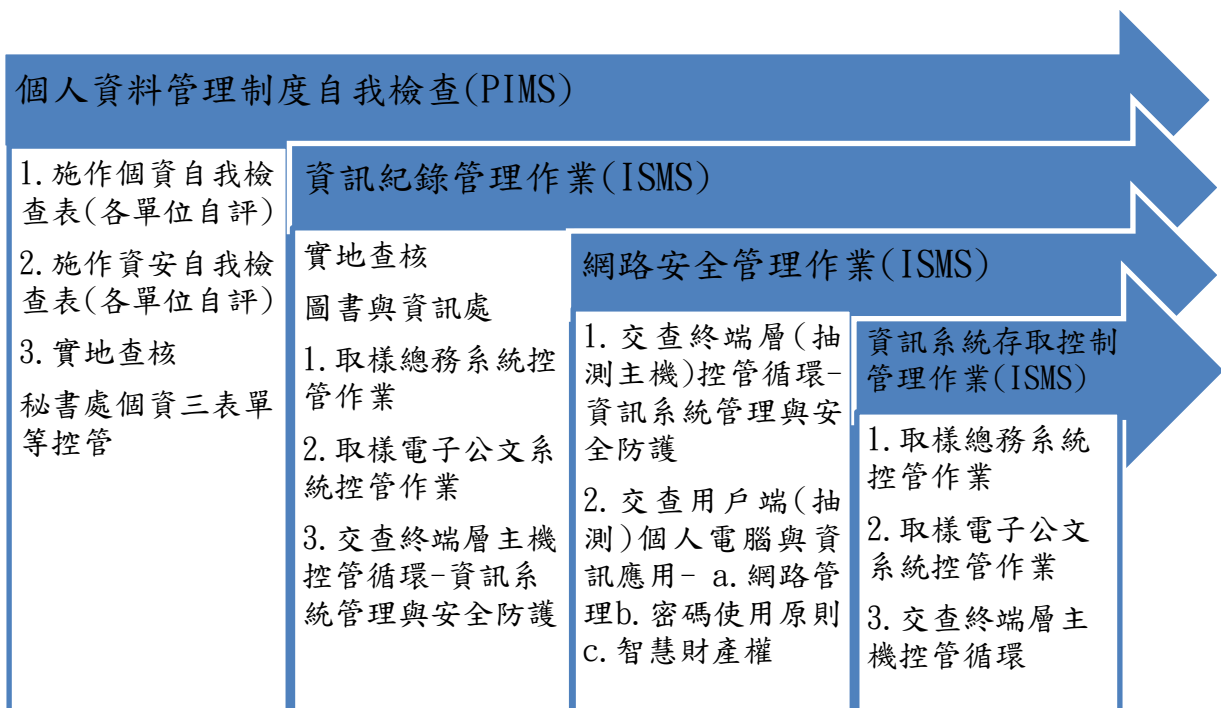 個人資料管理制度自我檢查(PIMS)
1.施作個資自我檢
查表(各單位自評)
2.施作資安自我檢
查表(各單位自評)
3.實地查核
秘書處個資三表單
等控管
資訊紀錄管理作業(ISMS)
實地查核
圖書與資訊處
1.取樣總務系統控
管作業
2.取樣電子公文系
統控管作業
3.交查終端層主機
控管循環-資訊系
統管理與安全防護
網路安全管理作業(ISMS)
1.交查終端層(抽
測主機)控管循環-
資訊系統管理與安
全防護
2.交查用戶端(抽
測)個人電腦與資
訊應用- a.網路管
理b.密碼使用原則
c.智慧財產權
資訊系統存取控制
管理作業(ISMS)
1.取樣總務系統
控管作業
2.取樣電子公文
系統控管作業
3.交查終端層主
機控管循環